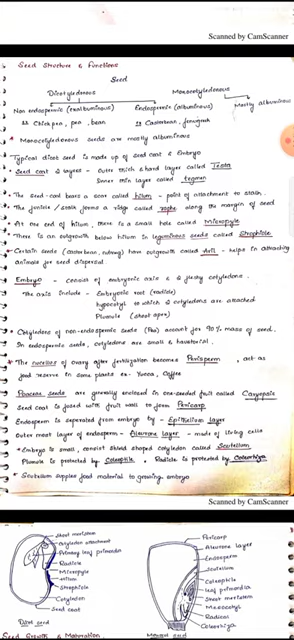 Scanned by CamScanner
Seed Structure & Functions
Seed
Dicotyledonous Monocotyledonous
Non endospermic (exalbuminous) Endospermic (albuminous) Mostly albuminous
Chickpea, pea, bean Castorbean, fenugreek
* Monocotyledonous seeds are mostly albuminous
Typical dicot seed is made up of seed coat & Embryo
Seed coat 2 layers - Outer thick & hard layer called Testa
Inner thin layer called tegmen
The seed-coat bears a scar called hilum - point of attachment to
The funicle / stalk forms a ridge called raphe along the margin of seed
At one end of hilum, there is a small hole called Micropyle
There is an outgrowth below hilum in leguminous seeds called Strophiole
Certain seeds (castorbean, nutmeg) have outgrowth called Aril - helps in attracting
animals for seed dispersal.
Embryo - consists of embryonic axis & 2 fleshy cotyledons.
The axis include - Embryonic root (radicle)
hypocotyl to which 2 cotyledons are attached
Plumule (shoot apex)
Cotyledons of non-endospermic seeds (Pea) account for 90% mass of seed.
In endospermic seeds, cotyledons are small & haustorial.
* The nucellus of ovary after fertilization becomes Perisperm, act as
food reserve in some plants ex- Yucca, Coffee
Poaceae seeds are generally enclosed in one-seeded fruit called Caryopsis
Seed coat is fused with fruit wall to form Pericarp
Endosperm is seperated from embryo by - Epithelium layer
Outer most layer of endosperm - Aleurone layer - made of living cells
Embryo is small, consist shield shaped cotyledon called Scutellum
Plumule is protected by Coleoptile. Radicle is protected by Coleorhiza
Scutellum supplies food material to growing embryo
Scanned by CamScanner
Shoot meristem
Cotyledon attachment
Primary leaf primordia
Radicle
Micropyle
Hilum
Strophiole
Cotyledon
Seed coat
Dicot seed
Pericarp
Aleurone layer
Endosperm
Scutellum
Coleoptile
leaf primordia
Shoot meristem
Mesocotyl
Radical
Coleorhiza
Monocot seed
Seed Growth & Maturation